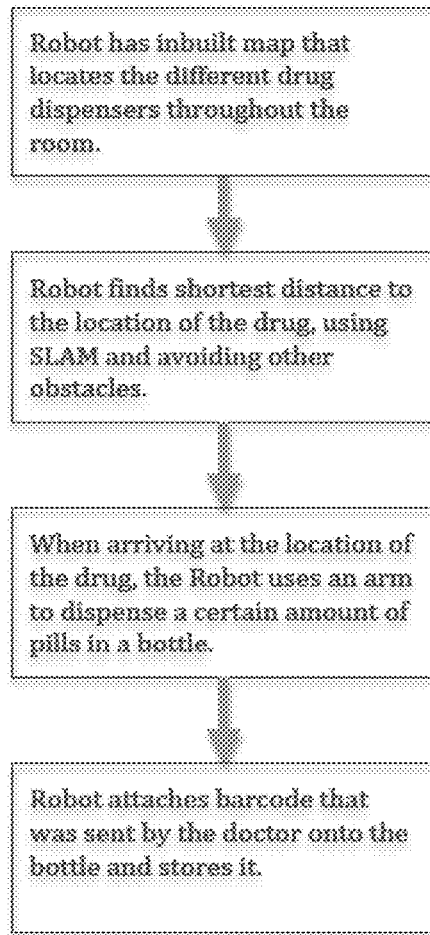 Robot has inbuilt map that
locates the different drug
dispensers throughout the
room.
Robot finds shortest distance to
the location of the drug, using
SLAM and avoiding other
obstacles.
When arriving at the location of
the drug, the Robot uses an arm
to dispense a certain amount of
pills in a bottle.
Robot attaches barcode that
was sent by the doctor onto the
bottle and stores it.